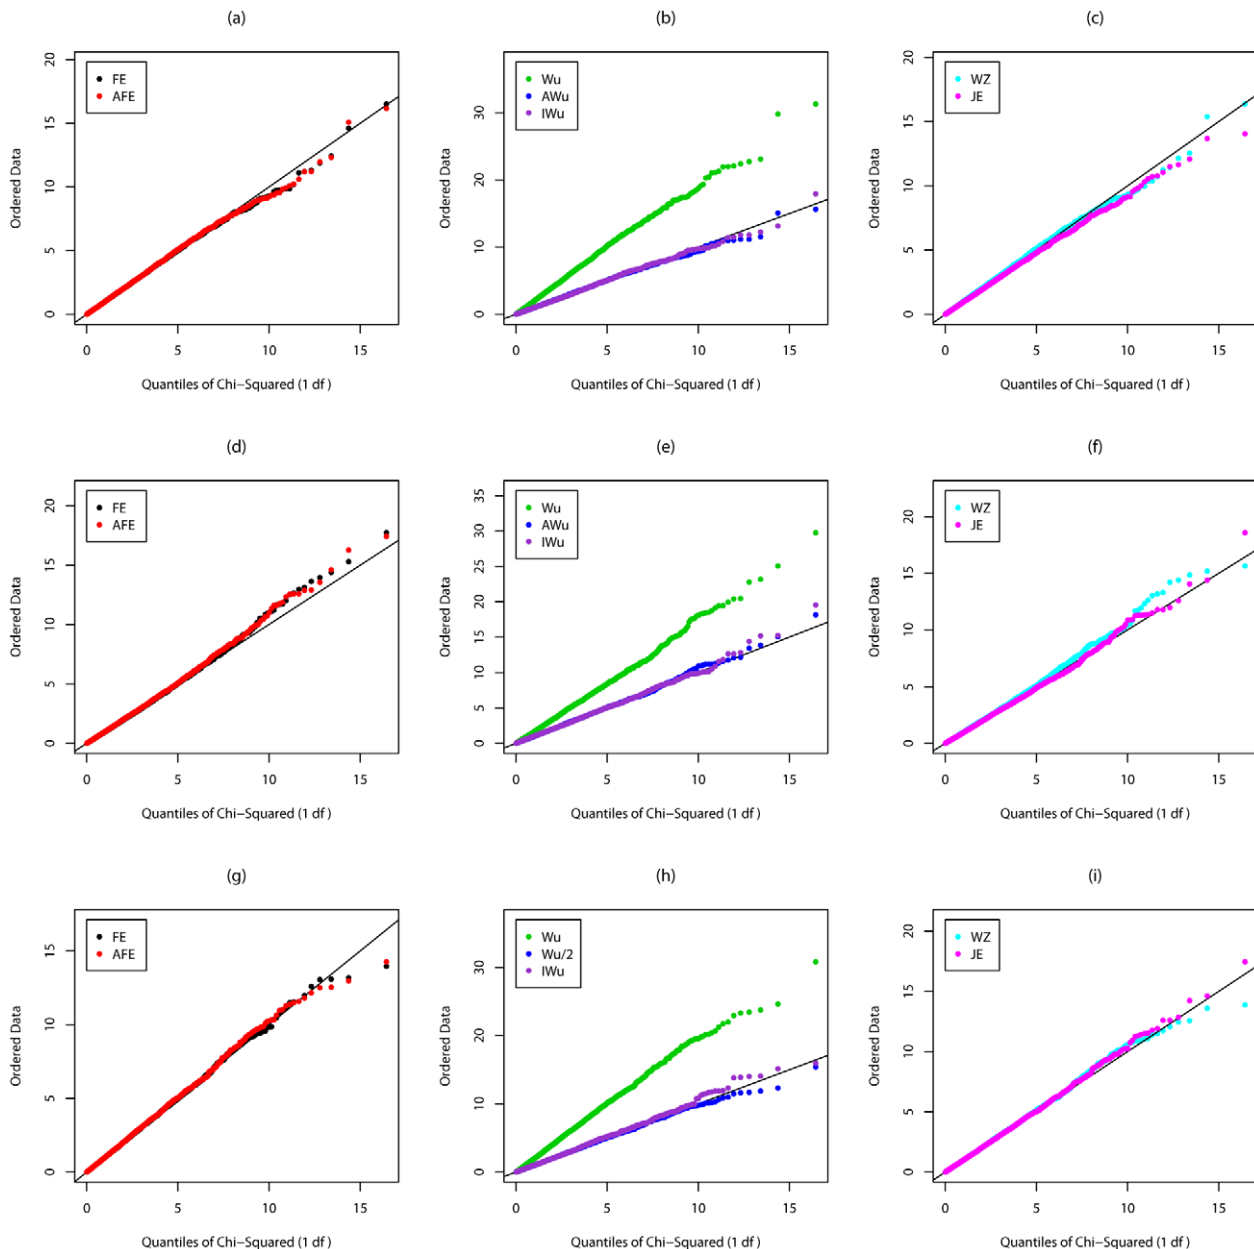 (a)
(b)
(c)
FE
AFE
Wu
AWu
IWu
WZ
JE
Ordered Data
Ordered Data
Ordered Data
0 5 10 15 20
0 10 20 30
0 5 10 15 20
0 5 10 15
0 5 10 15
0 5 10 15
Quantiles of Chi−Squared (1 df )
Quantiles of Chi−Squared (1 df )
Quantiles of Chi−Squared (1 df )
(d)
(e)
(f)
FE
AFE
Wu
AWu
IWu
WZ
JE
Ordered Data
Ordered Data
Ordered Data
0 5 10 15 20
0 5 10 15 20 25 30 35
0 5 10 15 20
0 5 10 15
0 5 10 15
0 5 10 15
Quantiles of Chi−Squared (1 df )
Quantiles of Chi−Squared (1 df )
Quantiles of Chi−Squared (1 df )
(g)
(h)
(i)
FE
AFE
Wu
Wu/2
IWu
WZ
JE
Ordered Data
Ordered Data
Ordered Data
0 5 10 15
0 10 20 30
0 5 10 15 20
0 5 10 15
0 5 10 15
0 5 10 15
Quantiles of Chi−Squared (1 df )
Quantiles of Chi−Squared (1 df )
Quantiles of Chi−Squared (1 df )